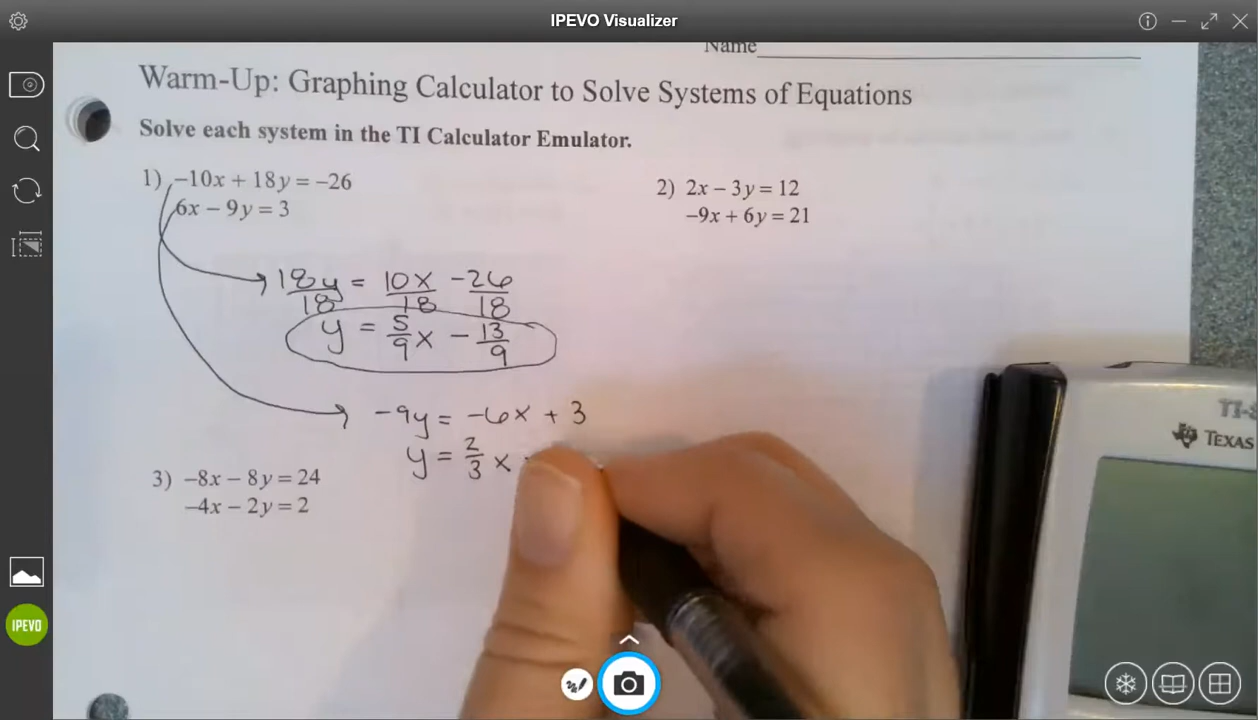 IPEVO Visualizer
Name
Warm-Up: Graphing Calculator to Solve Systems of Equations
Solve each system in the TI Calculator Emulator.
1) -10x + 18y = -26
6x - 9y = 3
2) 2x - 3y = 12
-9x + 6y = 21
18y = 10x - 26
18 18 18
y = 5/9 x - 13/9
-9y = -6x + 3
y = 2/3 x
3) -8x - 8y = 24
-4x - 2y = 2
TI-
TEXAS
IPEVO